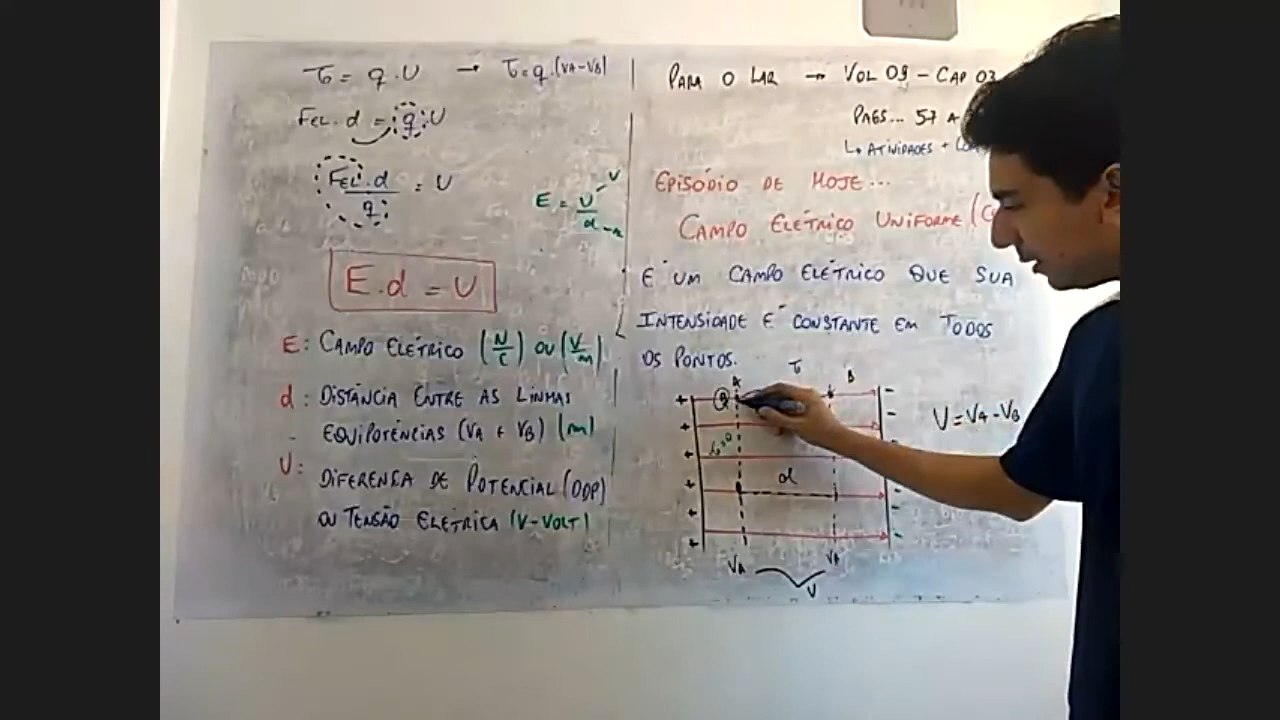 τ = q.U → τ = q.(VA-VB)
FEL.d = q.U
FEL.d / q = U
E = U/d
V
E.d = U
E: CAMPO ELÉTRICO (N/C) OU (V/m)
d: DISTÂNCIA ENTRE AS LINHAS
EQUIPOTÊNCIAS (VA E VB) (m)
U: DIFERENÇA DE POTENCIAL (DDP)
OU TENSÃO ELÉTRICA (V-VOLT)
PARA O LAR → VOL 03 - CAP 03
PAGS... 57 A
↳ ATIVIDADES +
EPISÓDIO DE HOJE...
CAMPO ELÉTRICO UNIFORME (C
É UM CAMPO ELÉTRICO QUE SUA
INTENSIDADE É CONSTANTE EM TODOS
OS PONTOS.
A τ B
+ q -
+ -
+
+ d -
+ -
+ -
U = VA - VB
VA VB
U